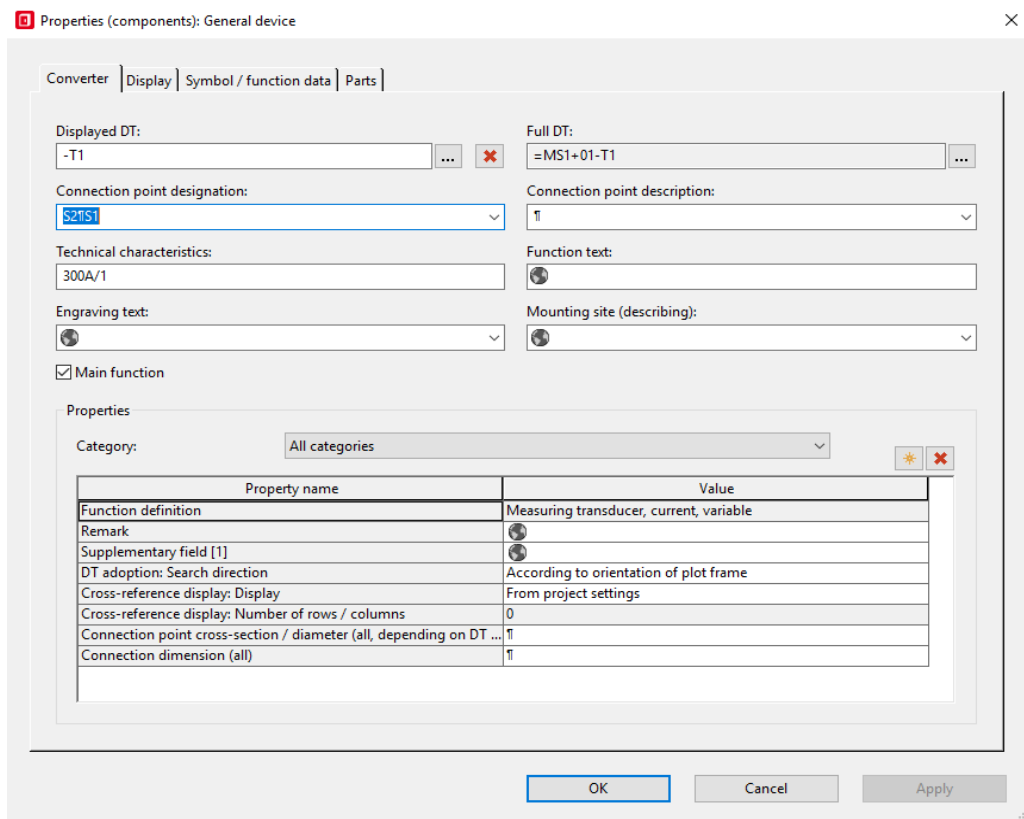 Properties (components): General device
Converter Display Symbol / function data Parts
Displayed DT: Full DT:
-T1 ... =MS1+01-T1 ...
Connection point designation: Connection point description:
S2¶S1 ¶
Technical characteristics: Function text:
300A/1
Engraving text: Mounting site (describing):
Main function
Properties
Category: All categories
Property name Value
Function definition Measuring transducer, current, variable
Remark
Supplementary field [1]
DT adoption: Search direction According to orientation of plot frame
Cross-reference display: Display From project settings
Cross-reference display: Number of rows / columns 0
Connection point cross-section / diameter (all, depending on DT ... ¶
Connection dimension (all) ¶
OK Cancel Apply